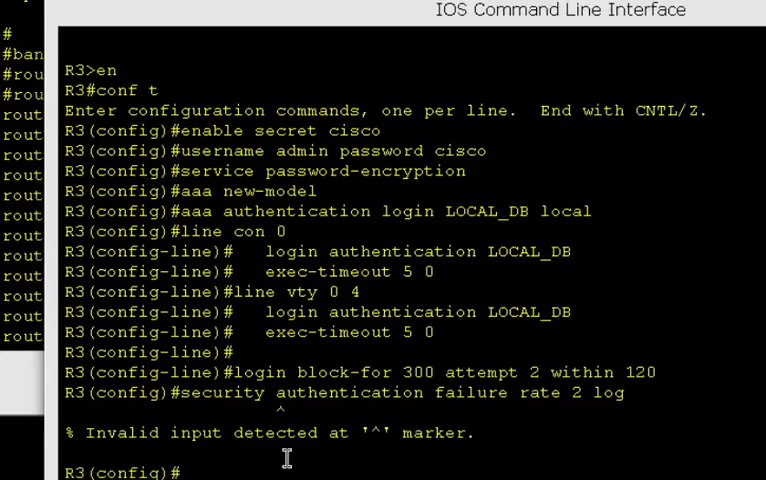 IOS Command Line Interface
#
#ban
#rou
#rou
rout
rout
rout
rout
rout
rout
rout
rout
rout
rout
rout
rout
R3>en
R3#conf t
Enter configuration commands, one per line.  End with CNTL/Z.
R3(config)#enable secret cisco
R3(config)#username admin password cisco
R3(config)#service password-encryption
R3(config)#aaa new-model
R3(config)#aaa authentication login LOCAL_DB local
R3(config)#line con 0
R3(config-line)#   login authentication LOCAL_DB
R3(config-line)#   exec-timeout 5 0
R3(config-line)#line vty 0 4
R3(config-line)#   login authentication LOCAL_DB
R3(config-line)#   exec-timeout 5 0
R3(config-line)#
R3(config-line)#login block-for 300 attempt 2 within 120
R3(config)#security authentication failure rate 2 log
^
% Invalid input detected at '^' marker.
R3(config)#